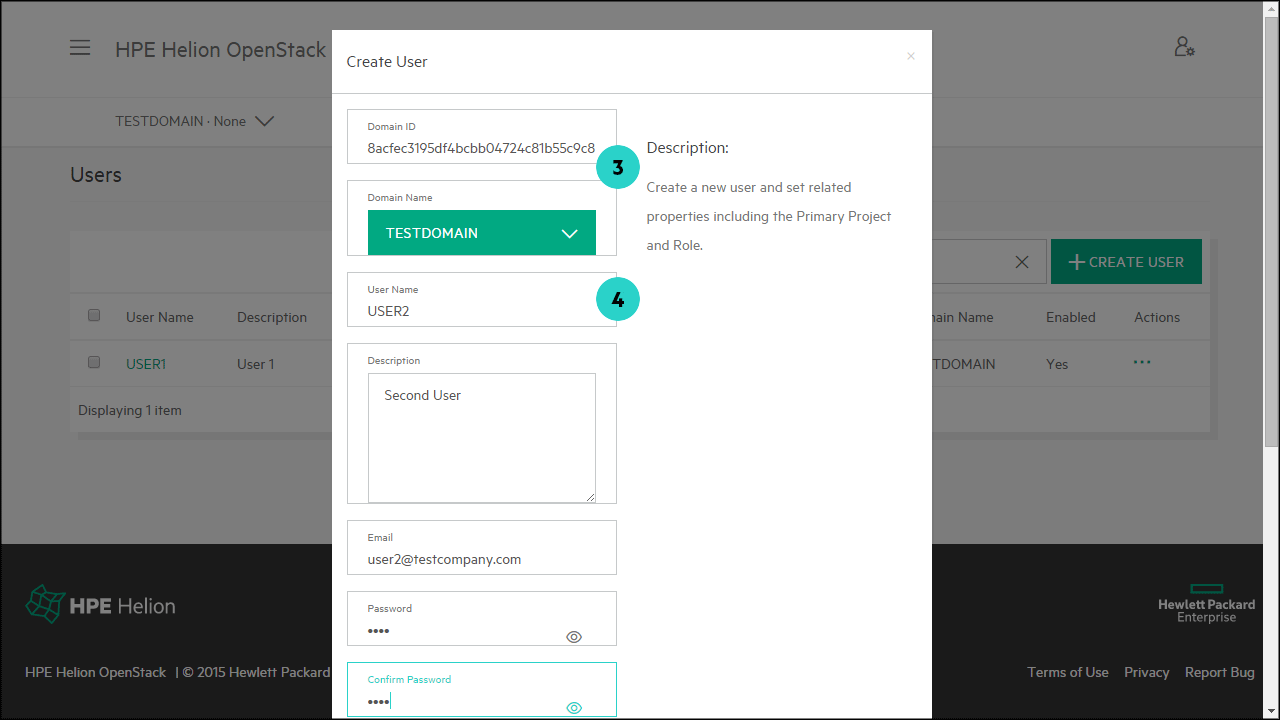 HPE Helion OpenStack
TESTDOMAIN · None
Users
CREATE USER
User Name
Description
Name
Enabled
Actions
USER1
User 1
TDOMAIN
Yes
Displaying 1 item
Create User
×
Domain ID
8acfec3195df4bcbb04724c81b55c9c8
3
Domain Name
TESTDOMAIN
User Name
USER2
4
Description
Second User
Email
user2@testcompany.com
Password
••••
Confirm Password
••••
Description:
Create a new user and set related
properties including the Primary Project
and Role.
HPE Helion
Hewlett Packard
Enterprise
HPE Helion OpenStack | © 2015 Hewlett Packard
Terms of Use Privacy Report Bug